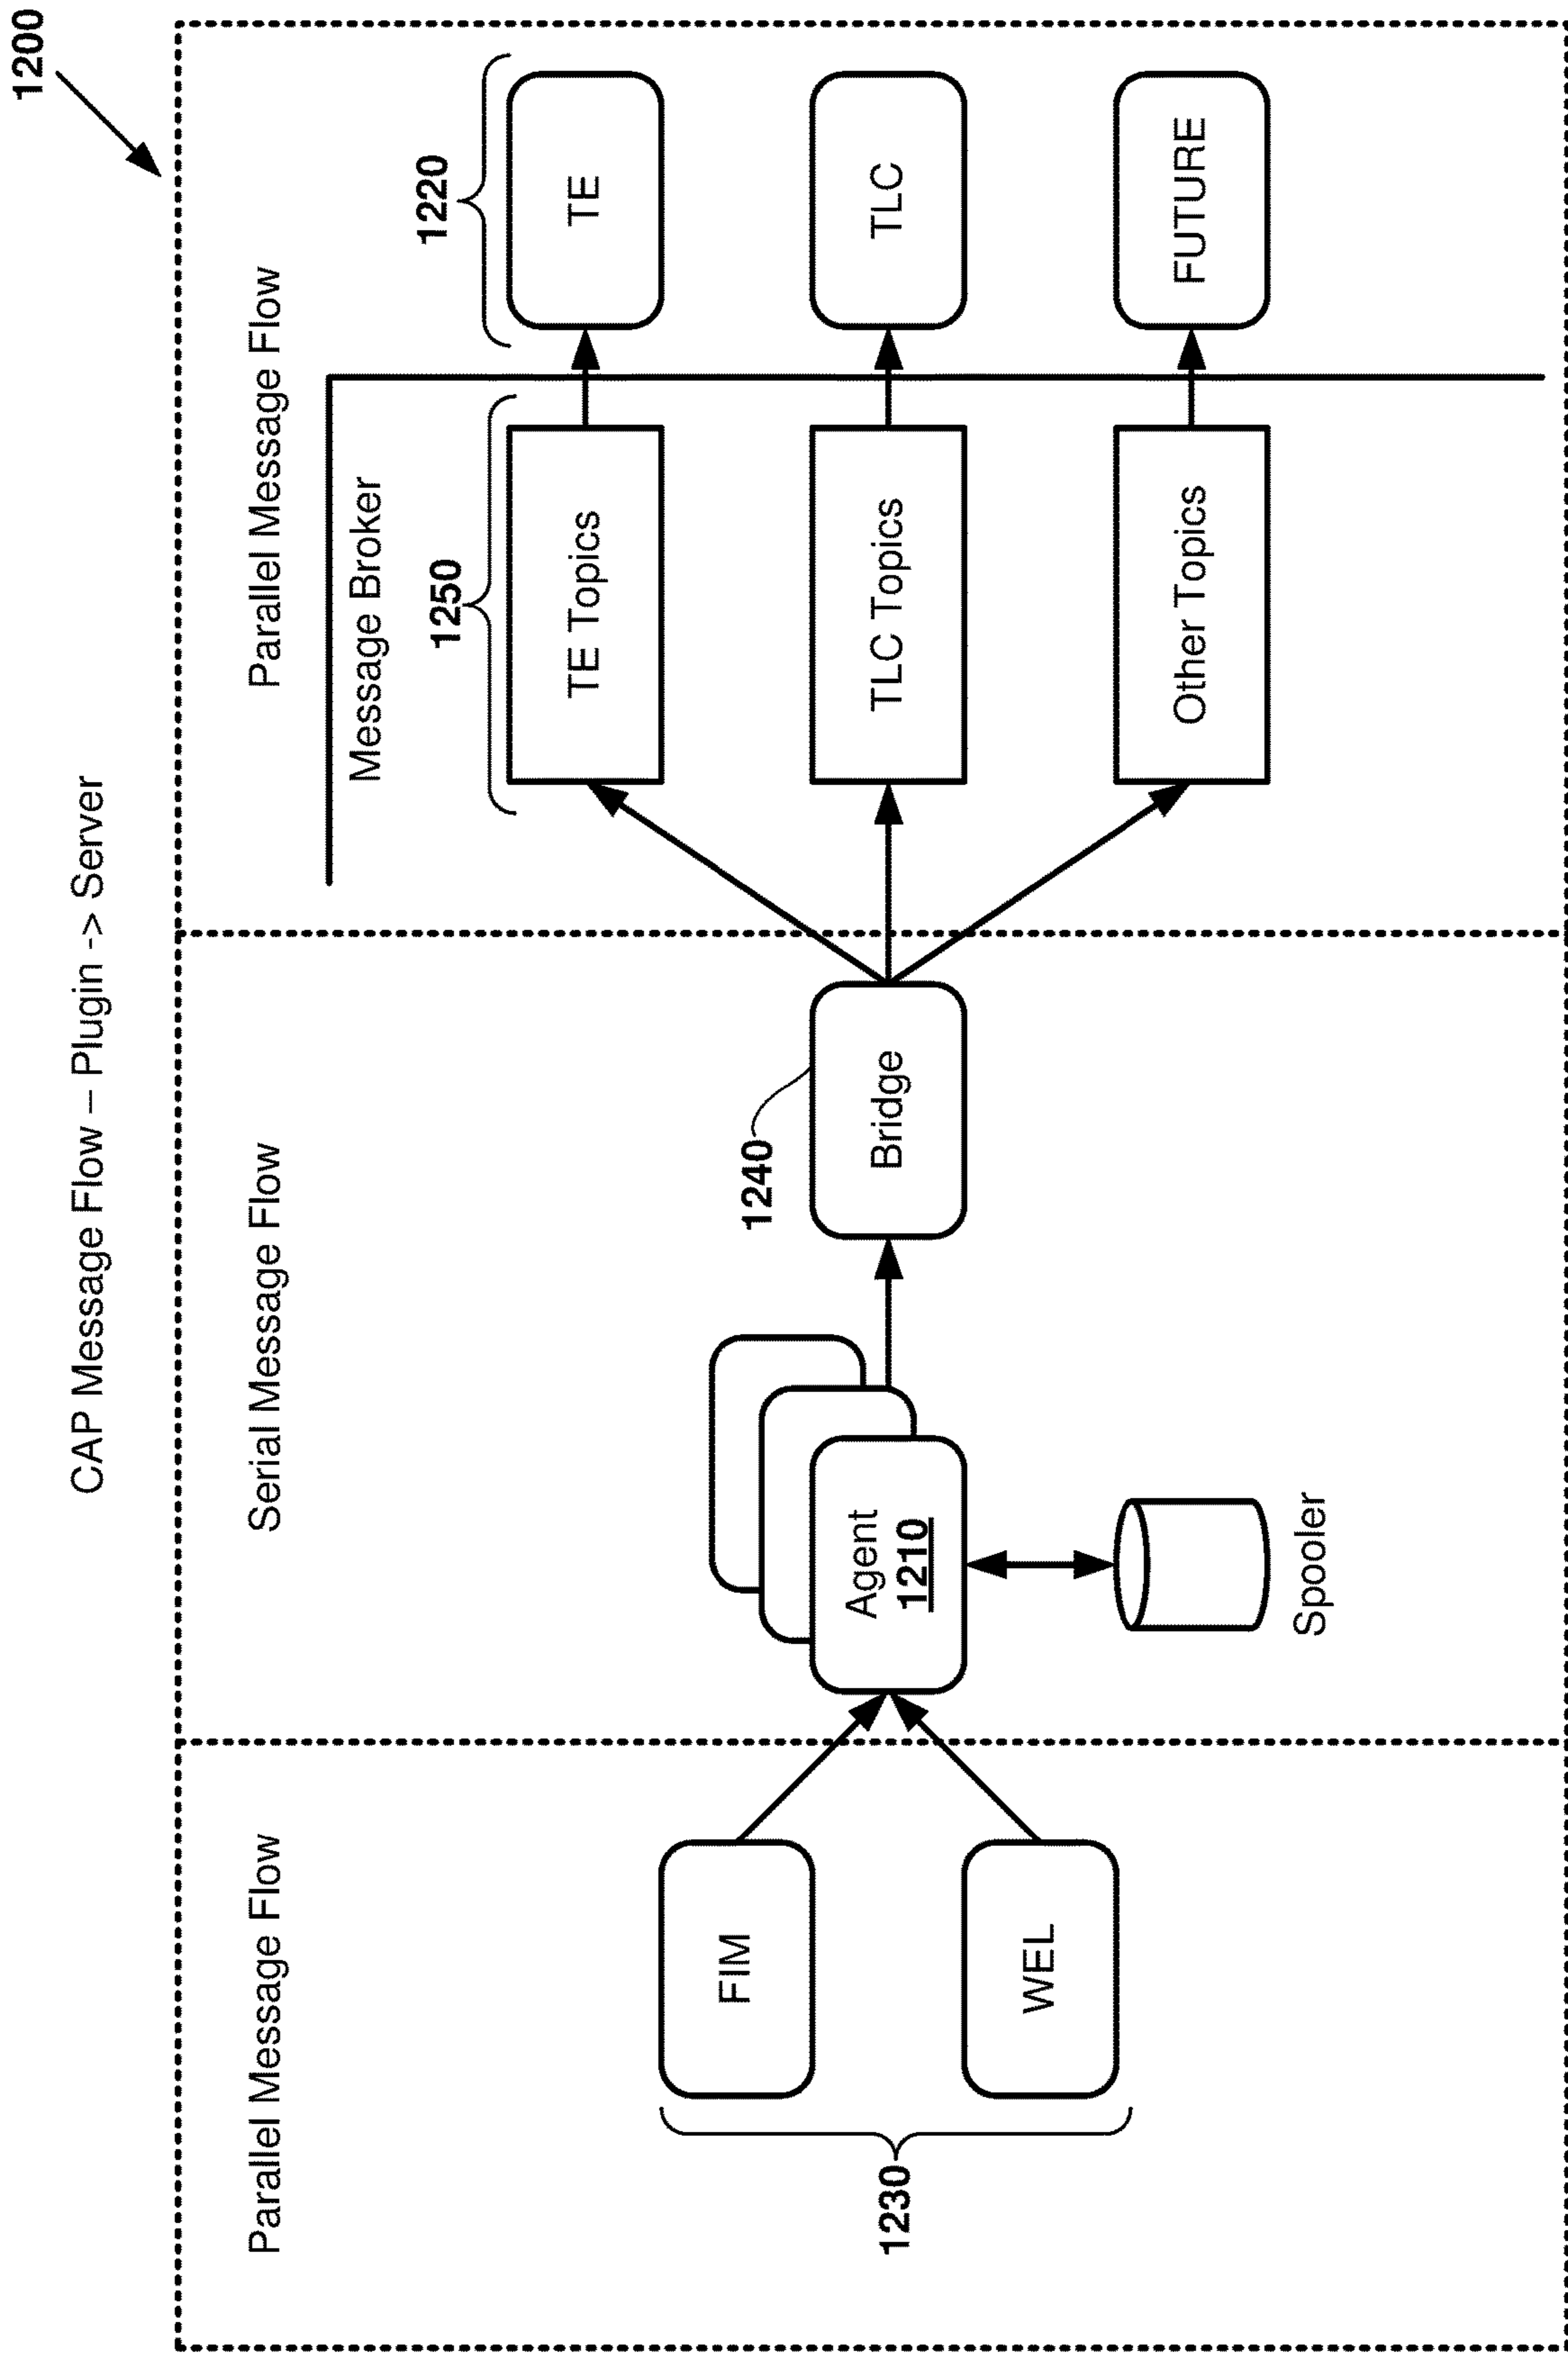 1200
CAP Message Flow – Plugin -> Server
Parallel Message Flow
Serial Message Flow
Parallel Message Flow
Message Broker
1230
FIM
WEL
Agent
1210
Spooler
1240
Bridge
1250
TE Topics
TLC Topics
Other Topics
1220
TE
TLC
FUTURE